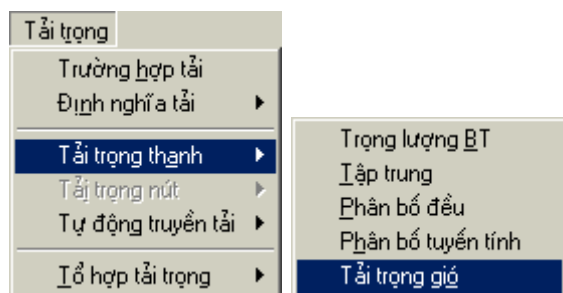 Tải trọng
Trường hợp tải
Định nghĩa tải
Tải trọng thanh
Tải trọng nút
Tự động truyền tải
Tổ hợp tải trọng
Trọng lượng BT
Tập trung
Phân bố đều
Phân bố tuyến tính
Tải trọng gió